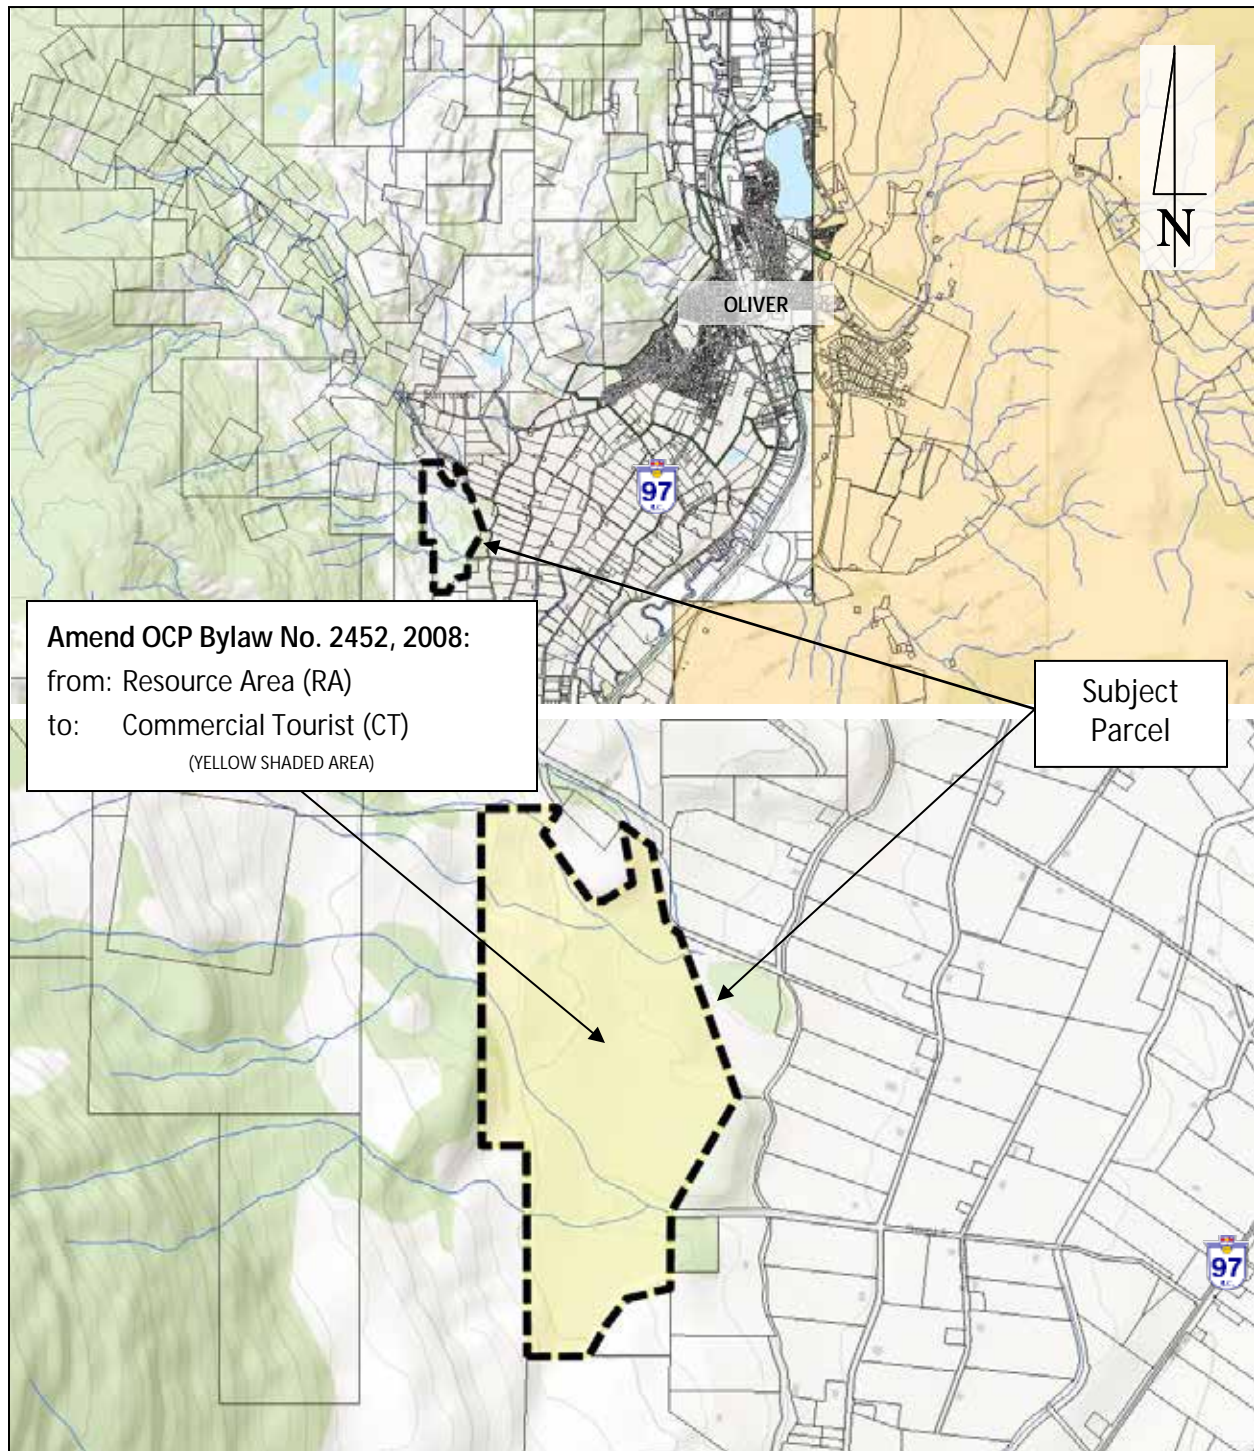 N
OLIVER
97
B.C.
Amend OCP Bylaw No. 2452, 2008:
from: Resource Area (RA)
to: Commercial Tourist (CT)
(YELLOW SHADED AREA)
Subject
Parcel
97
B.C.